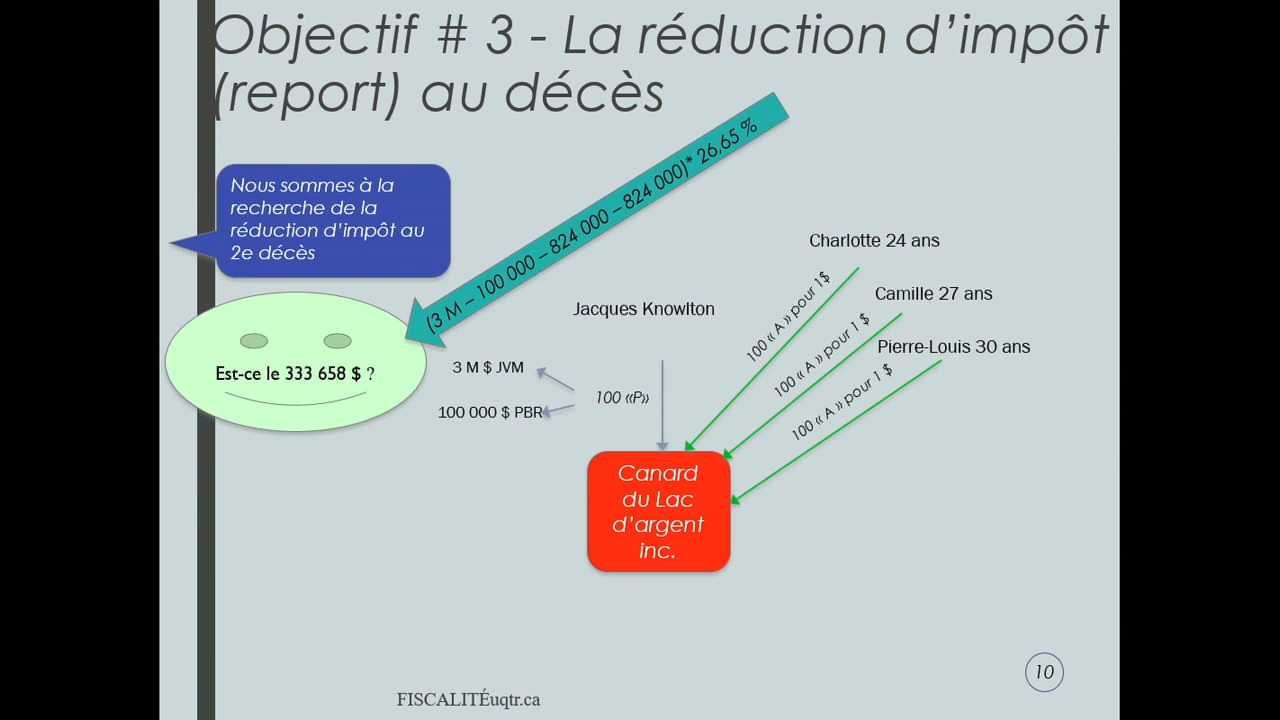 Objectif # 3 - La réduction d’impôt
(report) au décès
Nous sommes à la
recherche de la
réduction d’impôt au
2e décès
(3 M – 100 000 – 824 000 – 824 000)* 26,65 %
Est-ce le 333 658 $ ?
Jacques Knowlton
3 M $ JVM
100 000 $ PBR
100 «P»
Charlotte 24 ans
Camille 27 ans
Pierre-Louis 30 ans
100 « A » pour 1$
100 « A » pour 1 $
100 « A » pour 1 $
Canard
du Lac
d’argent
inc.
FISCALITÉuqtr.ca
10